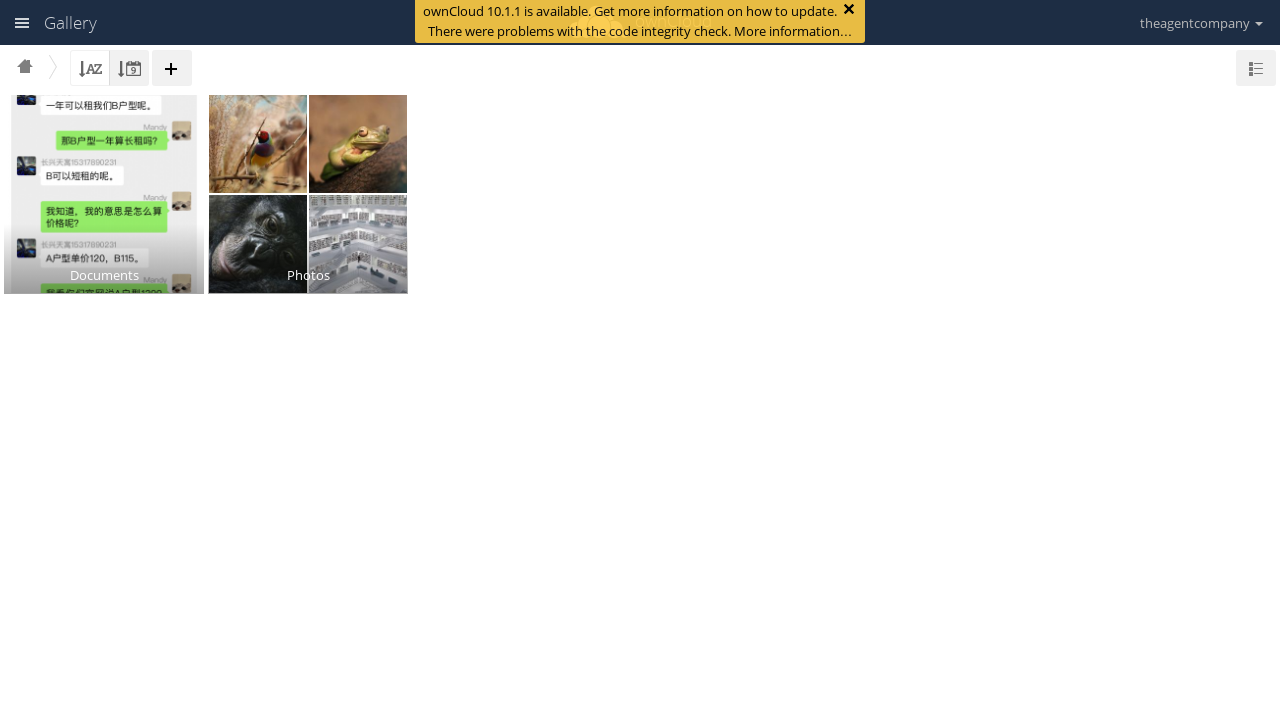 Gallery
ownCloud 10.1.1 is available. Get more information on how to update.
There were problems with the code integrity check. More information…
theagentcompany
AZ
9
一年可以租我们B户型呢。
Mandy
那B户型一年算长租吗?
长兴天寓15317890231
B可以短租的呢。
Mandy
我知道,我的意思是怎么算
价格呢?
长兴天寓15317890231
A户型单价120,B115。
Mandy
Documents
Photos